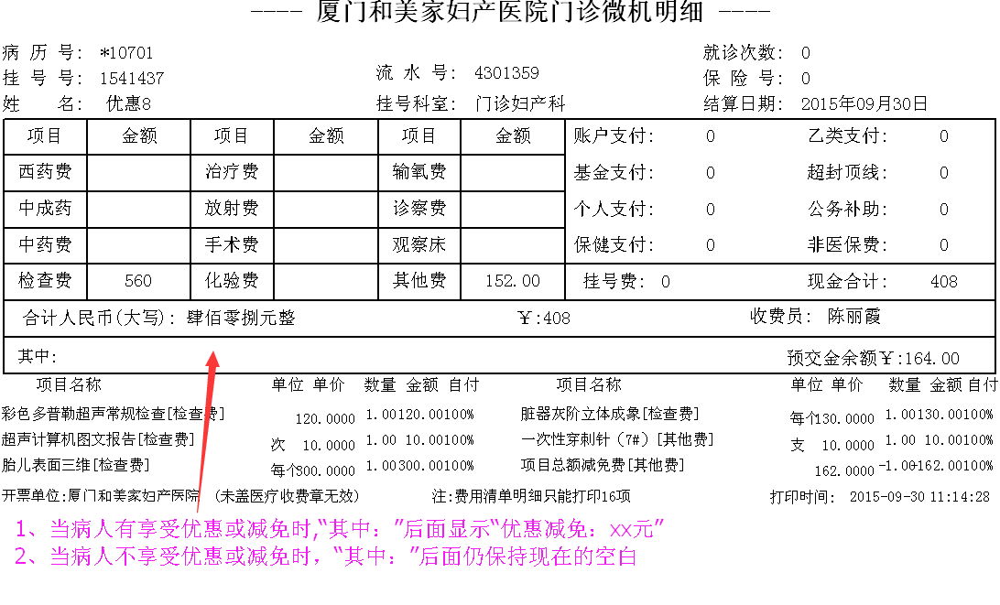 ---- 厦门和美家妇产医院门诊微机明细 ----
病 历 号: *10701 就诊次数: 0
挂 号 号: 1541437 流 水 号: 4301359 保 险 号: 0
姓 名: 优惠8 挂号科室: 门诊妇产科 结算日期: 2015年09月30日
项目 金额 项目 金额 项目 金额 账户支付: 0 乙类支付: 0
西药费 治疗费 输氧费 基金支付: 0 超封顶线: 0
中成药 放射费 诊察费 个人支付: 0 公务补助: 0
中药费 手术费 观察床 保健支付: 0 非医保费: 0
检查费 560 化验费 其他费 152.00 挂号费: 0 现金合计: 408
合计人民币(大写): 肆佰零捌元整 ￥:408 收费员: 陈丽霞
其中: 预交金余额￥:164.00
项目名称 单位 单价 数量 金额 自付 项目名称 单位 单价 数量 金额 自付
彩色多普勒超声常规检查[检查费] 120.0000 1.00120.00100% 脏器灰阶立体成象[检查费] 每个130.0000 1.00130.00100%
超声计算机图文报告[检查费] 次 10.0000 1.00 10.00100% 一次性穿刺针（7#）[其他费] 支 10.0000 1.00 10.00100%
胎儿表面三维[检查费] 每个300.0000 1.00300.00100% 项目总额减免费[其他费] 162.0000 -1.00-162.00100%
开票单位:厦门和美家妇产医院 (未盖医疗收费章无效) 注:费用清单明细只能打印16项 打印时间: 2015-09-30 11:14:28
1、当病人有享受优惠或减免时,“其中：”后面显示“优惠减免：xx元”
2、当病人不享受优惠或减免时，“其中：”后面仍保持现在的空白